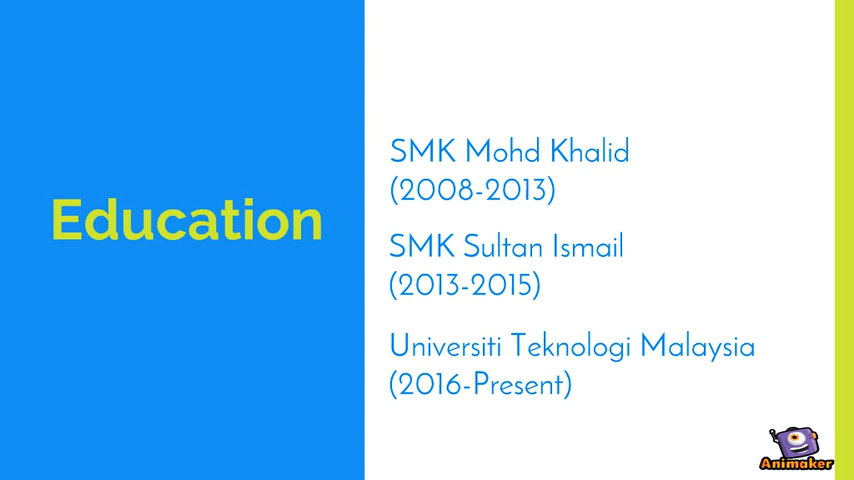 Education
SMK Mohd Khalid
(2008-2013)
SMK Sultan Ismail
(2013-2015)
Universiti Teknologi Malaysia
(2016-Present)
Animaker